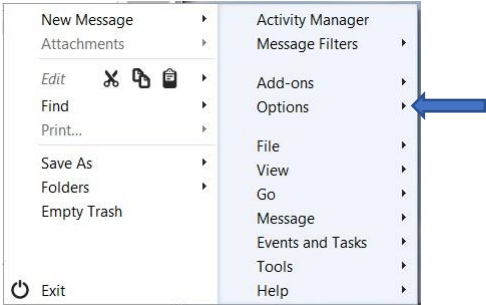 New Message
Attachments
Edit
Find
Print...
Save As
Folders
Empty Trash
Exit
Activity Manager
Message Filters
Add-ons
Options
File
View
Go
Message
Events and Tasks
Tools
Help